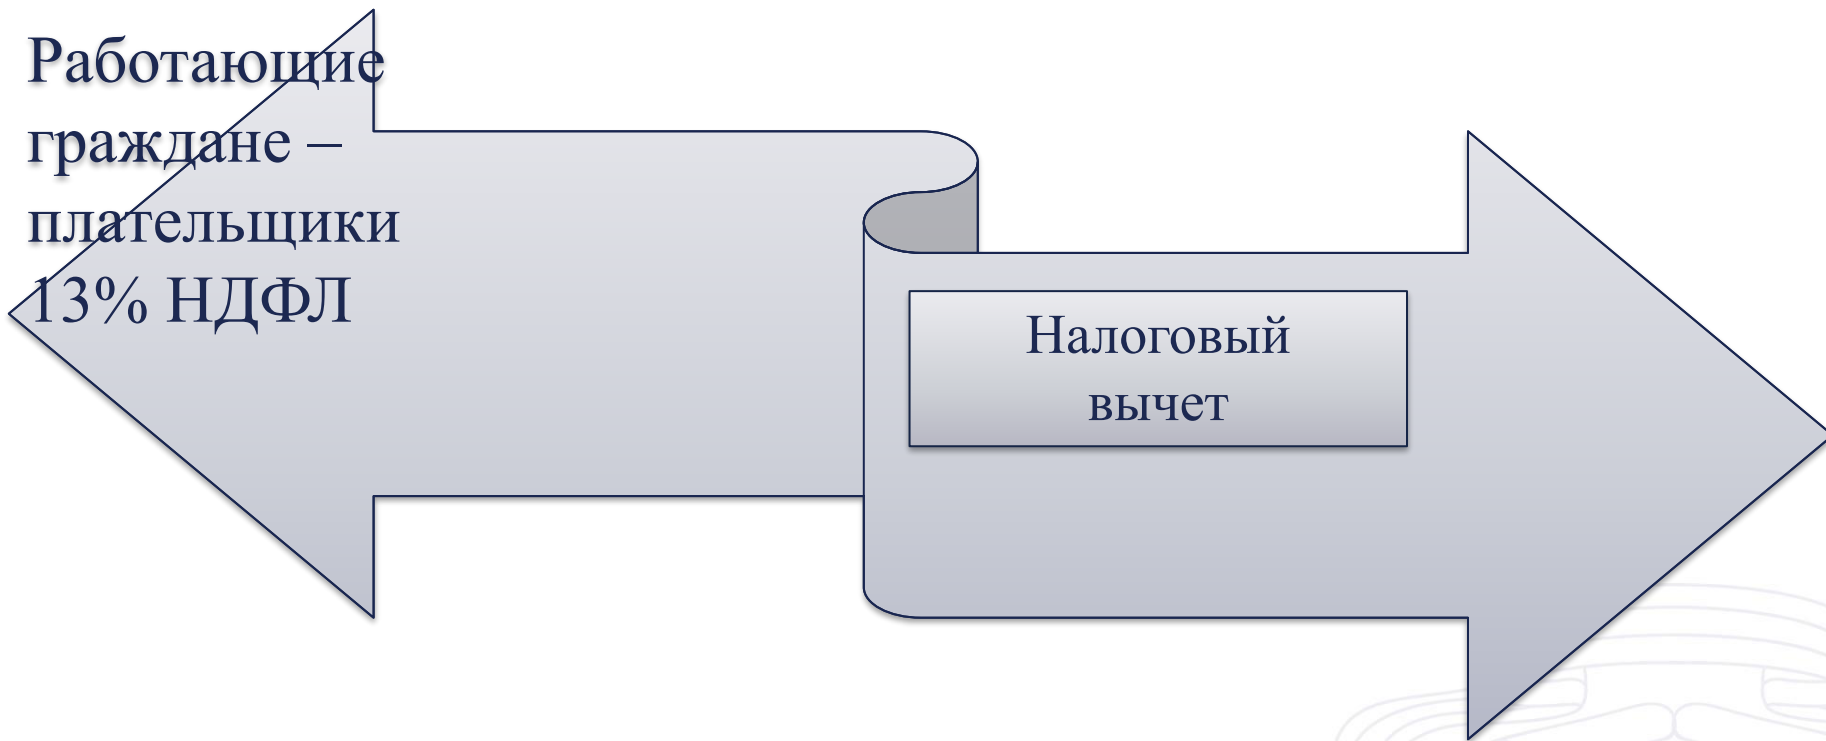 Работающие
граждане –
плательщики
13% НДФЛ
Налоговый
вычет